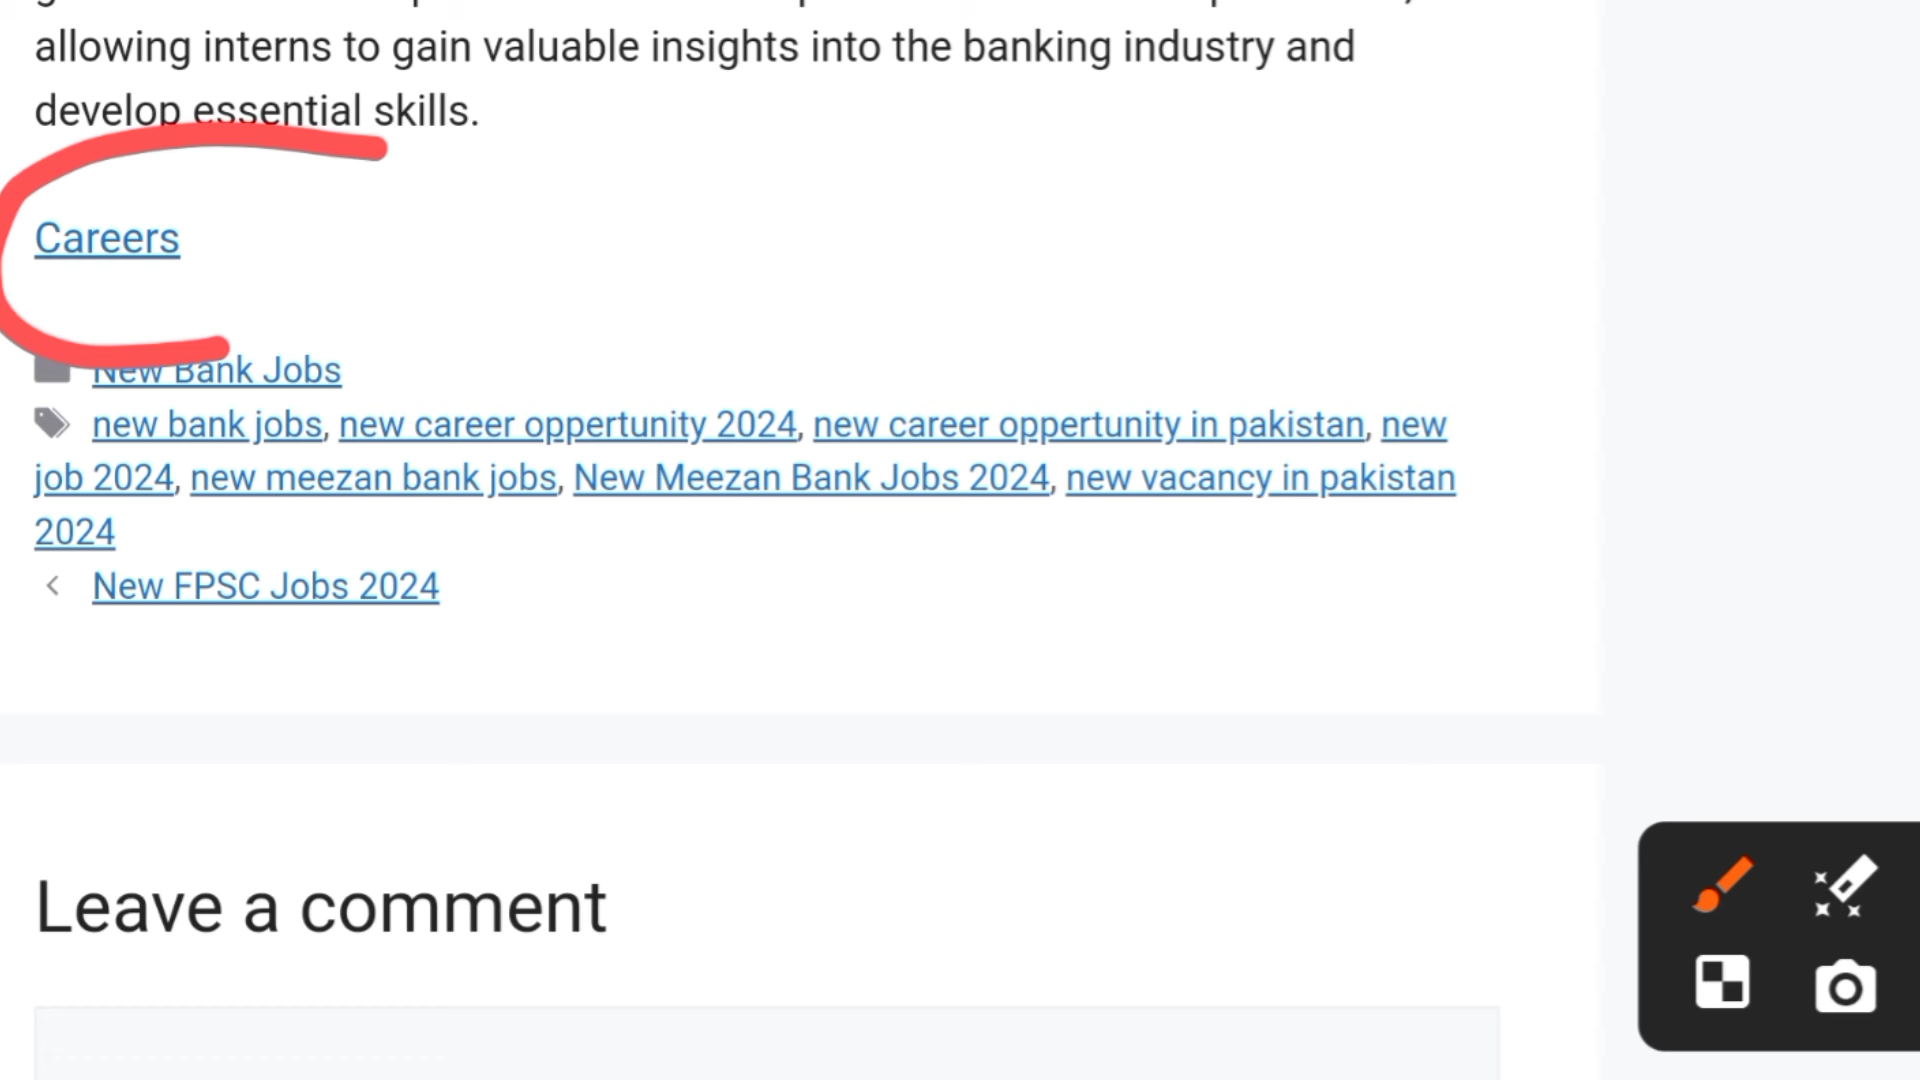 allowing interns to gain valuable insights into the banking industry and
develop essential skills.
Careers
New Bank Jobs
new bank jobs, new career oppertunity 2024, new career oppertunity in pakistan, new
job 2024, new meezan bank jobs, New Meezan Bank Jobs 2024, new vacancy in pakistan
2024
New FPSC Jobs 2024
Leave a comment